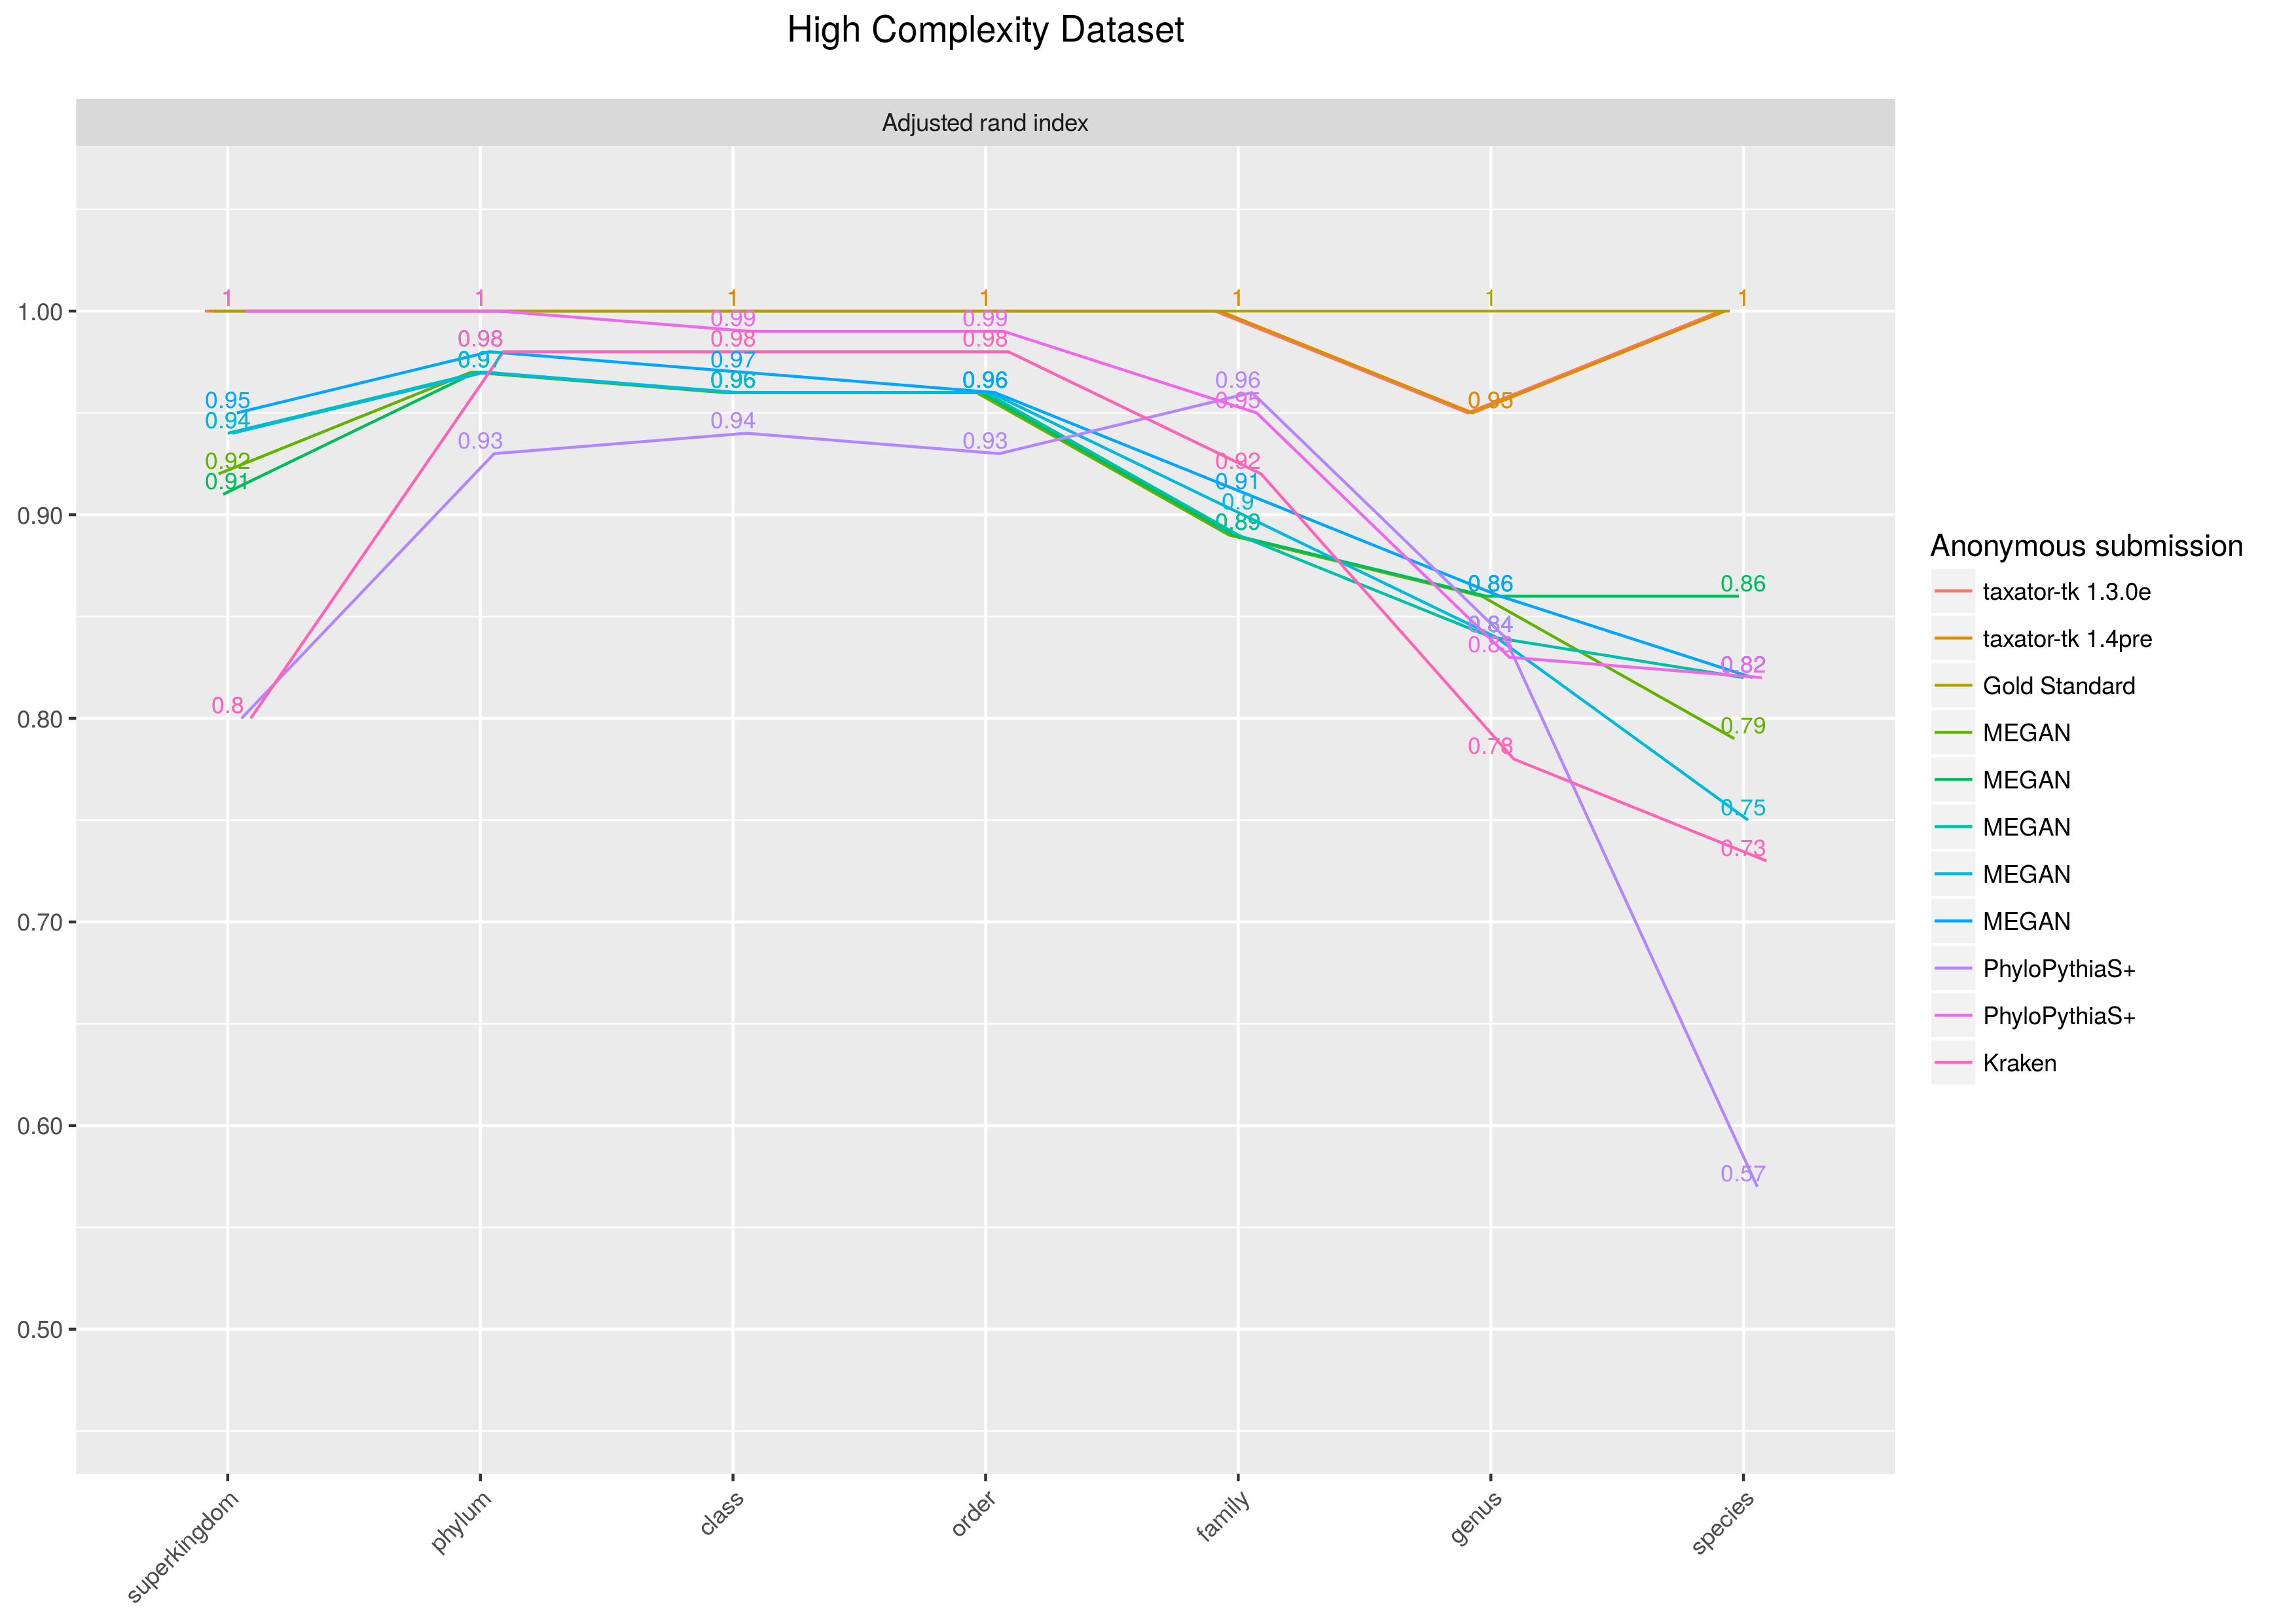 High Complexity Dataset
Adjusted rand index
1 1 1 1 1 1 1
1.00
0.99 0.99
0.98 0.98 0.98
0.97 0.97
0.96 0.96 0.96
0.95 0.95 0.95
0.94 0.94
0.93 0.93
0.92 0.92
0.91 0.91
0.9
0.90
0.89
0.86 0.86
0.84
0.82
0.8
0.80
0.79
0.78
0.75
0.73
0.70
0.60
0.57
0.50
superkingdom
phylum
class
order
family
genus
species
Anonymous submission
taxator-tk 1.3.0e
taxator-tk 1.4pre
Gold Standard
MEGAN
MEGAN
MEGAN
MEGAN
MEGAN
PhyloPythiaS+
PhyloPythiaS+
Kraken